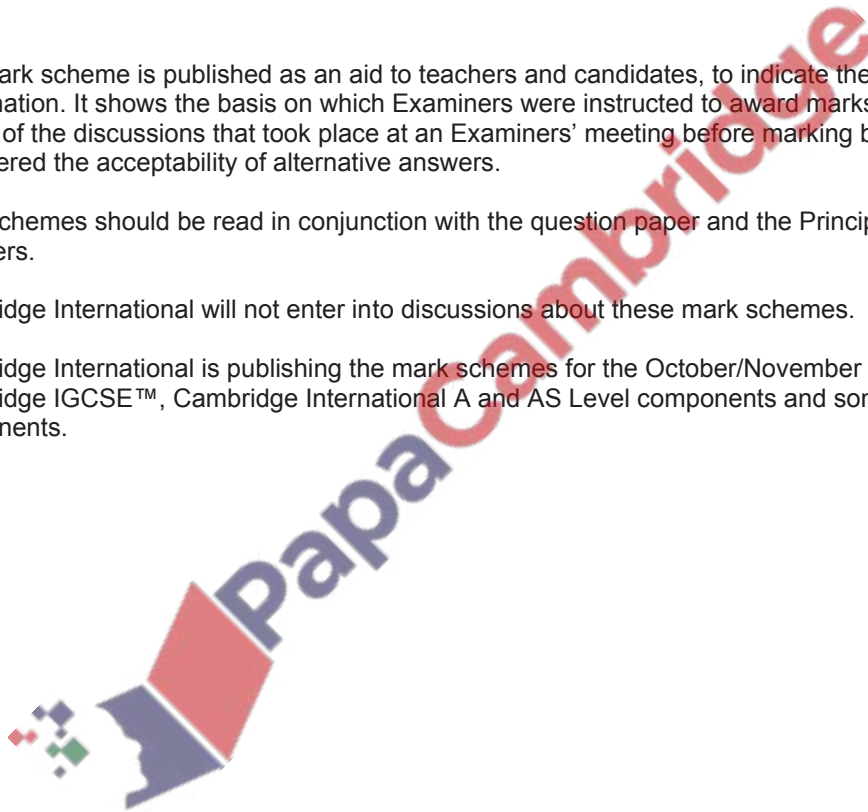 ark scheme is published as an aid to teachers and candidates, to indicate the
nation. It shows the basis on which Examiners were instructed to award marks
of the discussions that took place at an Examiners' meeting before marking b
ered the acceptability of alternative answers.
chemes should be read in conjunction with the question paper and the Princip
ers.
idge International will not enter into discussions about these mark schemes.
idge International is publishing the mark schemes for the October/November
idge IGCSE™, Cambridge International A and AS Level components and sor
nents.
PapaCambridge